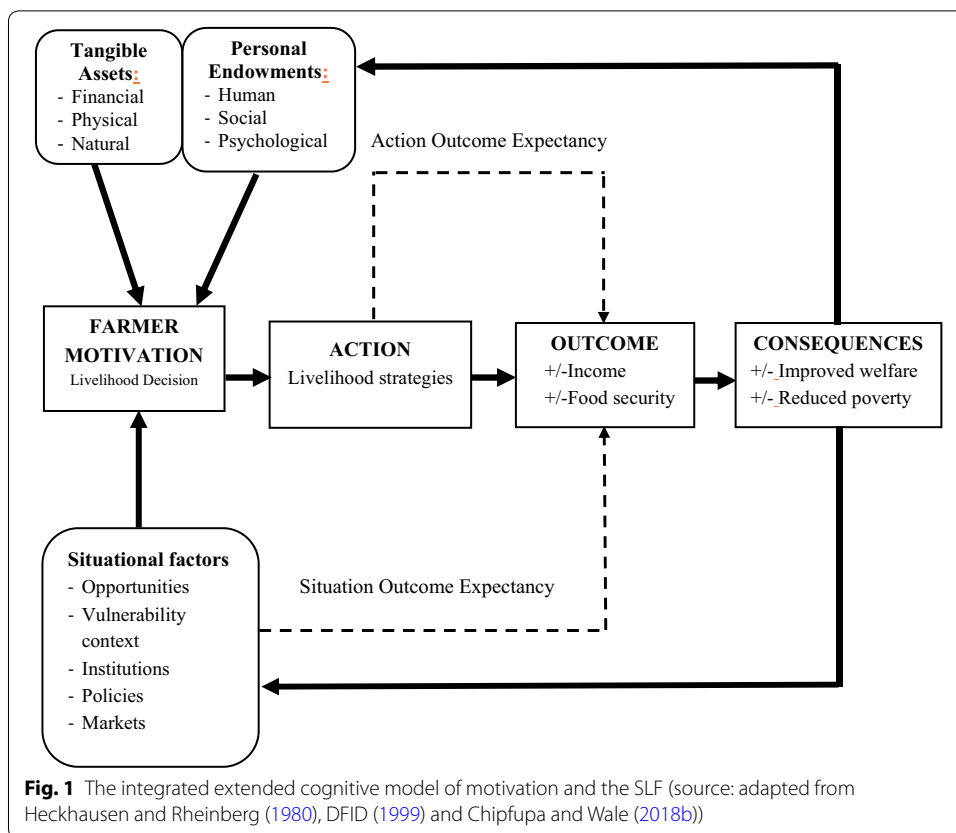 Tangible
Assets:
- Financial
- Physical
- Natural
Personal
Endowments:
- Human
- Social
- Psychological
Action Outcome Expectancy
FARMER
MOTIVATION
Livelihood Decision
ACTION
Livelihood strategies
OUTCOME
+/-Income
+/-Food security
CONSEQUENCES
+/- Improved welfare
+/- Reduced poverty
Situational factors
- Opportunities
- Vulnerability
context
- Institutions
- Policies
- Markets
Situation Outcome Expectancy
Fig. 1 The integrated extended cognitive model of motivation and the SLF (source: adapted from
Heckhausen and Rheinberg (1980), DFID (1999) and Chipfupa and Wale (2018b))